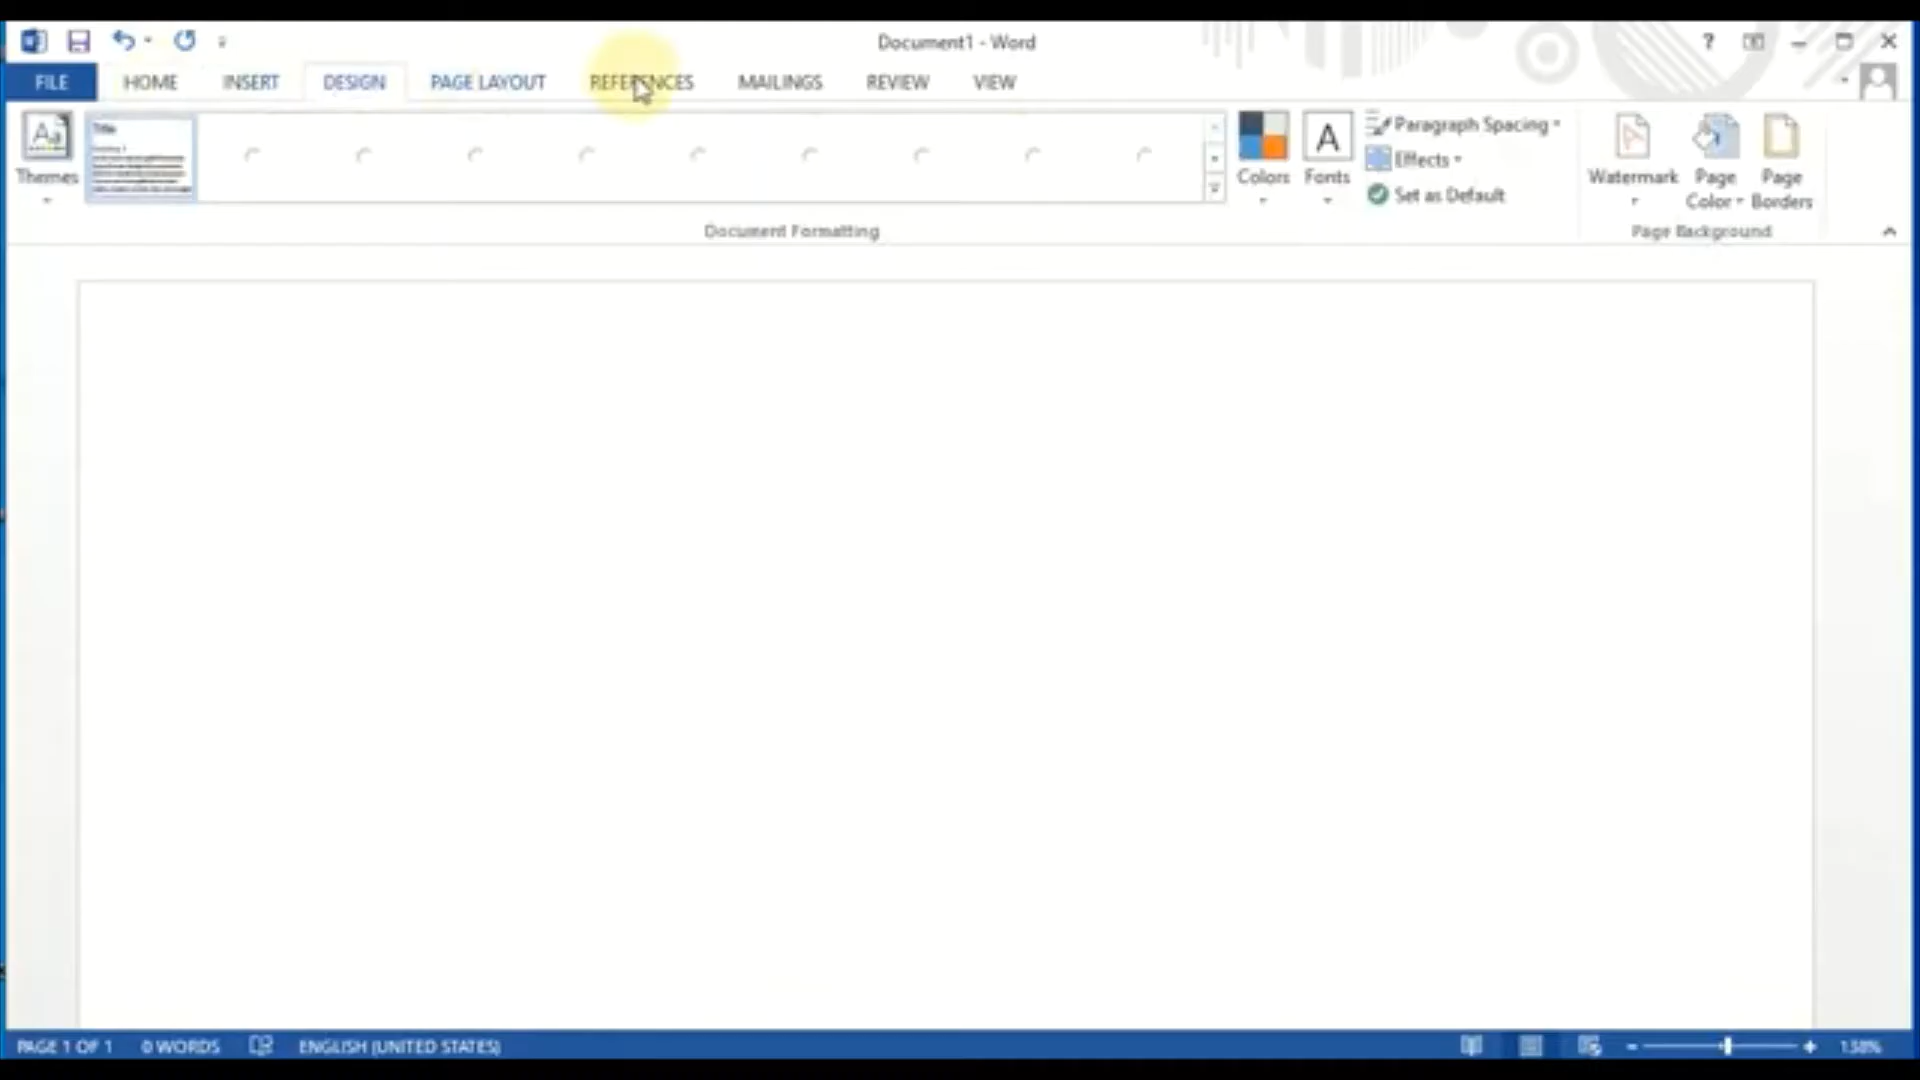 Document1 - Word
FILE HOME INSERT DESIGN PAGE LAYOUT REFERENCES MAILINGS REVIEW VIEW
Themes
Title
Colors
Fonts
Paragraph Spacing
Effects
Set as Default
Watermark
Page Color
Page Borders
Document Formatting
Page Background
PAGE 1 OF 1 0 WORDS ENGLISH (UNITED STATES) 138%